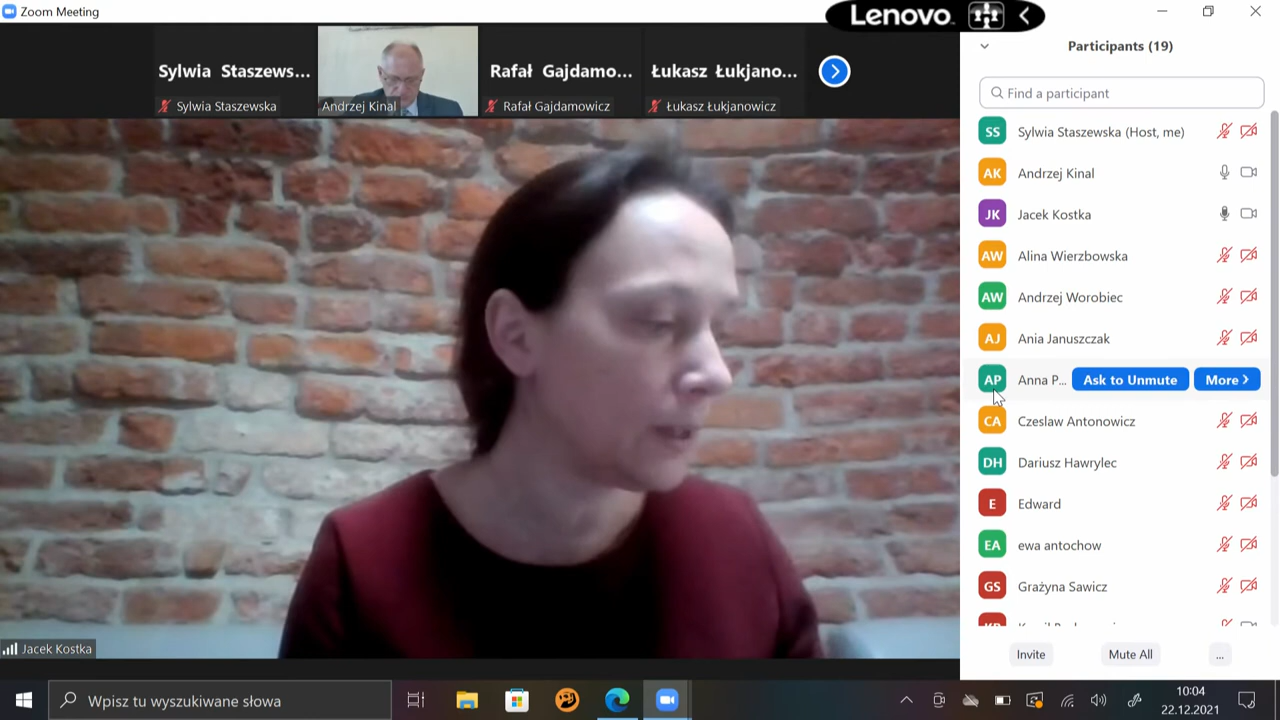 Zoom Meeting
Lenovo
Sylwia Staszews...
Sylwia Staszewska
Andrzej Kinal
Rafał Gajdamo...
Rafał Gajdamowicz
Łukasz Łukjano...
Łukasz Łukjanowicz
Jacek Kostka
Participants (19)
Find a participant
SS Sylwia Staszewska (Host, me)
AK Andrzej Kinal
JK Jacek Kostka
AW Alina Wierzbowska
AW Andrzej Worobiec
AJ Ania Januszczak
AP Anna P... Ask to Unmute More
CA Czeslaw Antonowicz
DH Dariusz Hawrylec
E Edward
EA ewa antochow
GS Grażyna Sawicz
Invite Mute All ...
Wpisz tu wyszukiwane słowa
10:04
22.12.2021